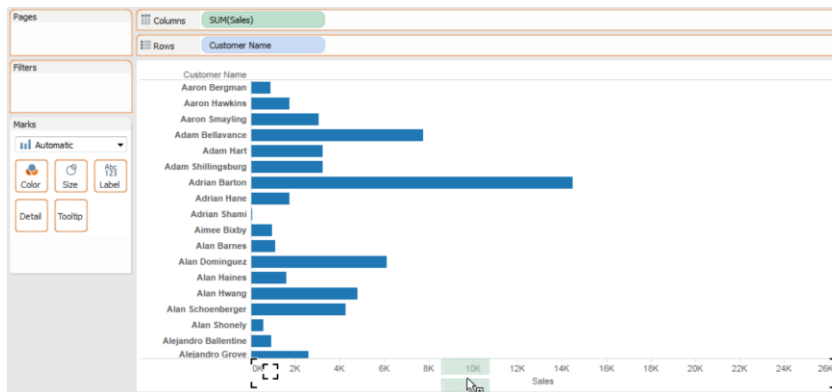 Pages
Columns
SUM(Sales)
Rows
Customer Name
Filters
Marks
Automatic
Color
Size
Abc
123
Label
Detail
Tooltip
Customer Name
Aaron Bergman
Aaron Hawkins
Aaron Smayling
Adam Bellavance
Adam Hart
Adam Shillingsburg
Adrian Barton
Adrian Hane
Adrian Shami
Aimee Bixby
Alan Barnes
Alan Dominguez
Alan Haines
Alan Hwang
Alan Schoenberger
Alan Shonely
Alejandro Ballentine
Alejandro Grove
0K 2K 4K 6K 8K 10K 12K 14K 16K 18K 20K 22K 24K 26K
Sales